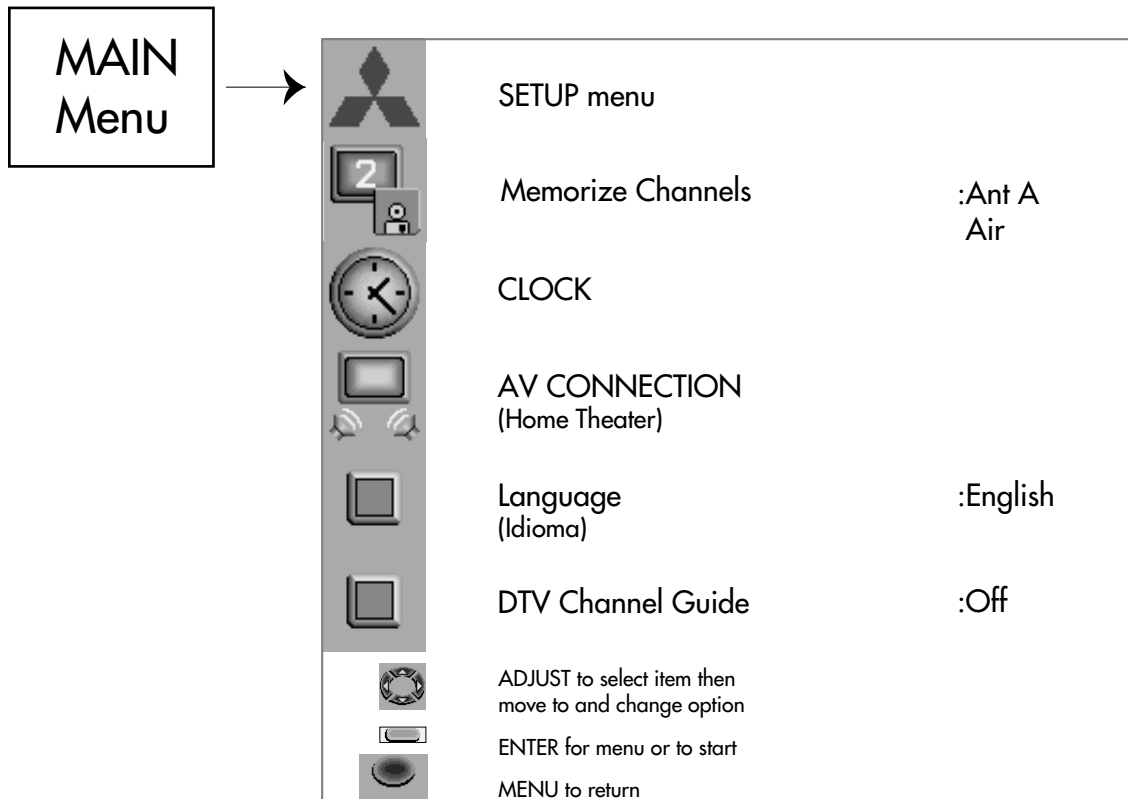 MAIN
Menu
SETUP menu
2
Memorize Channels :Ant A
Air
CLOCK
AV CONNECTION
(Home Theater)
Language :English
(Idioma)
DTV Channel Guide :Off
ADJUST to select item then
move to and change option
ENTER for menu or to start
MENU to return